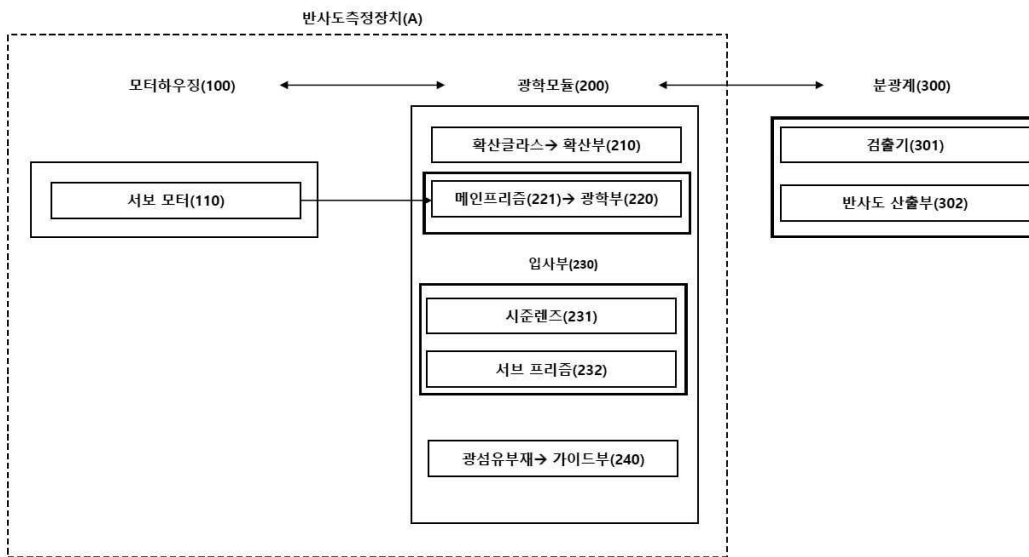 반사도측정장치(A)
모터하우징(100)
광학모듈(200)
분광계(300)
확산글라스→ 확산부(210)
검출기(301)
서보 모터(110)
메인프리즘(221)→ 광학부(220)
반사도 산출부(302)
입사부(230)
시준렌즈(231)
서브 프리즘(232)
광섬유부재→ 가이드부(240)